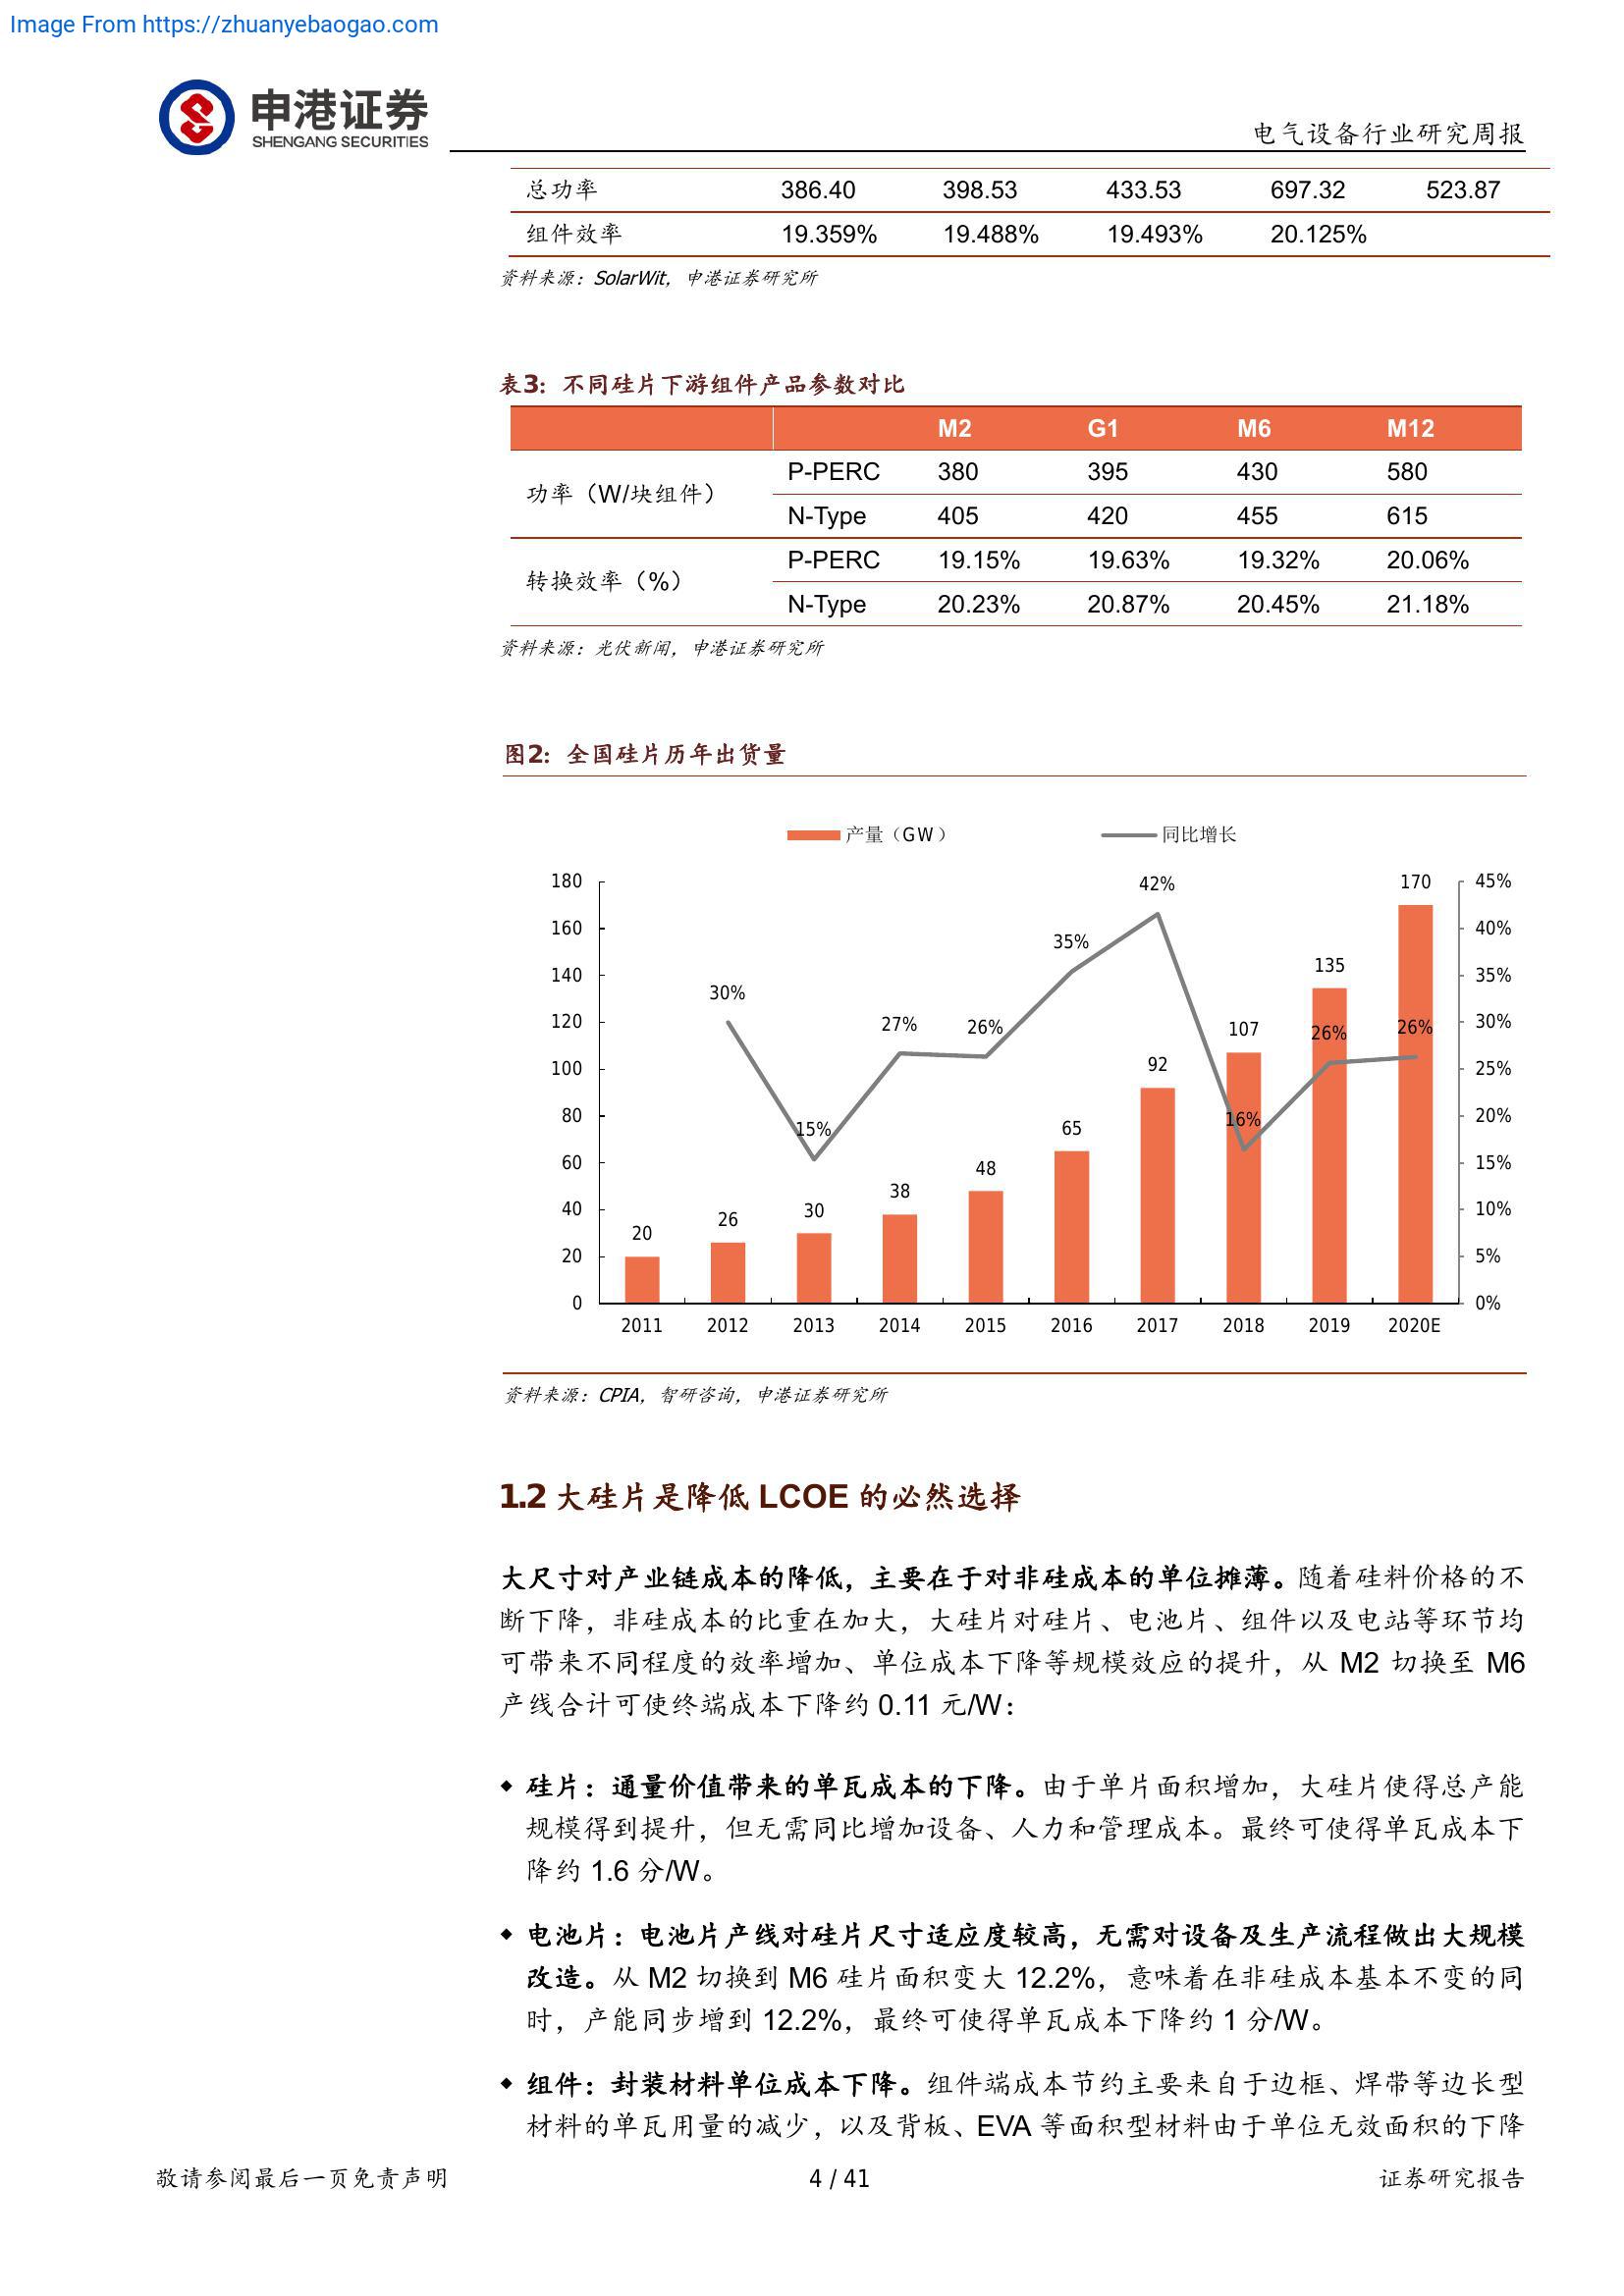 Image From https://zhuanyebaogao.com
申港证券
SHENGANG SECURITIES
电气设备行业研究周报
总功率 386.40 398.53 433.53 697.32 523.87
组件效率 19.359% 19.488% 19.493% 20.125%
资料来源：SolarWit，申港证券研究所
表3：不同硅片下游组件产品参数对比
M2 G1 M6 M12
功率（W/块组件） P-PERC 380 395 430 580
N-Type 405 420 455 615
转换效率（%） P-PERC 19.15% 19.63% 19.32% 20.06%
N-Type 20.23% 20.87% 20.45% 21.18%
资料来源：光伏新闻，申港证券研究所
图2：全国硅片历年出货量
产量（GW） 同比增长
180 160 140 120 100 80 60 40 20 0
45% 40% 35% 30% 25% 20% 15% 10% 5% 0%
30% 15% 27% 26% 35% 42% 16% 26% 26%
20 26 30 38 48 65 92 107 135 170
2011 2012 2013 2014 2015 2016 2017 2018 2019 2020E
资料来源：CPIA，智研咨询，申港证券研究所
1.2 大硅片是降低 LCOE 的必然选择
大尺寸对产业链成本的降低，主要在于对非硅成本的单位摊薄。随着硅料价格的不
断下降，非硅成本的比重在加大，大硅片对硅片、电池片、组件以及电站等环节均
可带来不同程度的效率增加、单位成本下降等规模效应的提升，从 M2 切换至 M6
产线合计可使终端成本下降约 0.11 元/W：
◆ 硅片：通量价值带来的单瓦成本的下降。由于单片面积增加，大硅片使得总产能
规模得到提升，但无需同比增加设备、人力和管理成本。最终可使得单瓦成本下
降约 1.6 分/W。
◆ 电池片：电池片产线对硅片尺寸适应度较高，无需对设备及生产流程做出大规模
改造。从 M2 切换到 M6 硅片面积变大 12.2%，意味着在非硅成本基本不变的同
时，产能同步增到 12.2%，最终可使得单瓦成本下降约 1 分/W。
◆ 组件：封装材料单位成本下降。组件端成本节约主要来自于边框、焊带等边长型
材料的单瓦用量的减少，以及背板、EVA 等面积型材料由于单位无效面积的下降
敬请参阅最后一页免责声明 4 / 41 证券研究报告